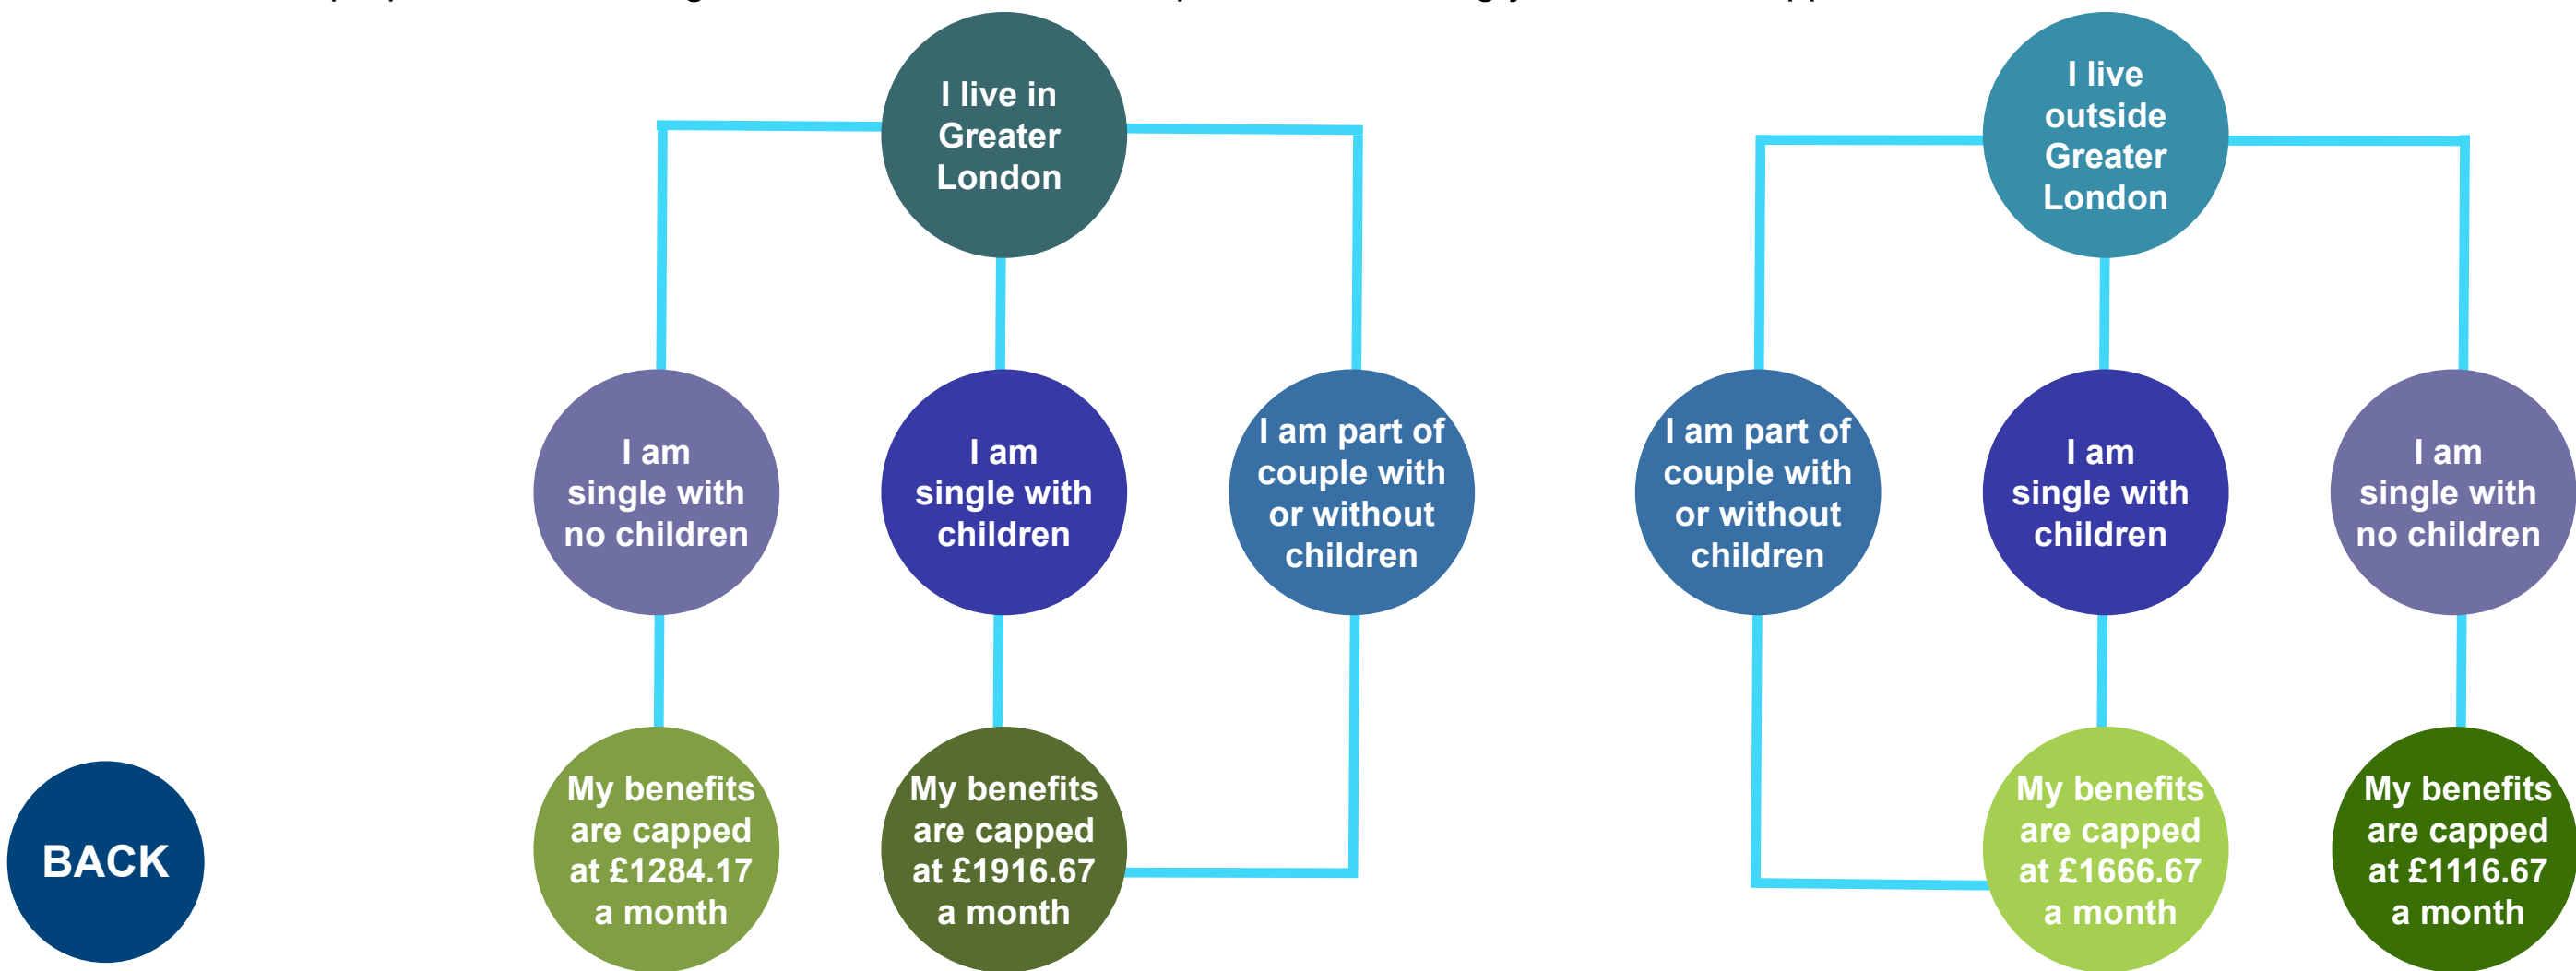 I live in
Greater
London
I live
outside
Greater
London
I am
single with
no children
I am
single with
children
I am part of
couple with
or without
children
I am part of
couple with
or without
children
I am
single with
children
I am
single with
no children
My benefits
are capped
at £1284.17
a month
My benefits
are capped
at £1916.67
a month
My benefits
are capped
at £1666.67
a month
My benefits
are capped
at £1116.67
a month
BACK